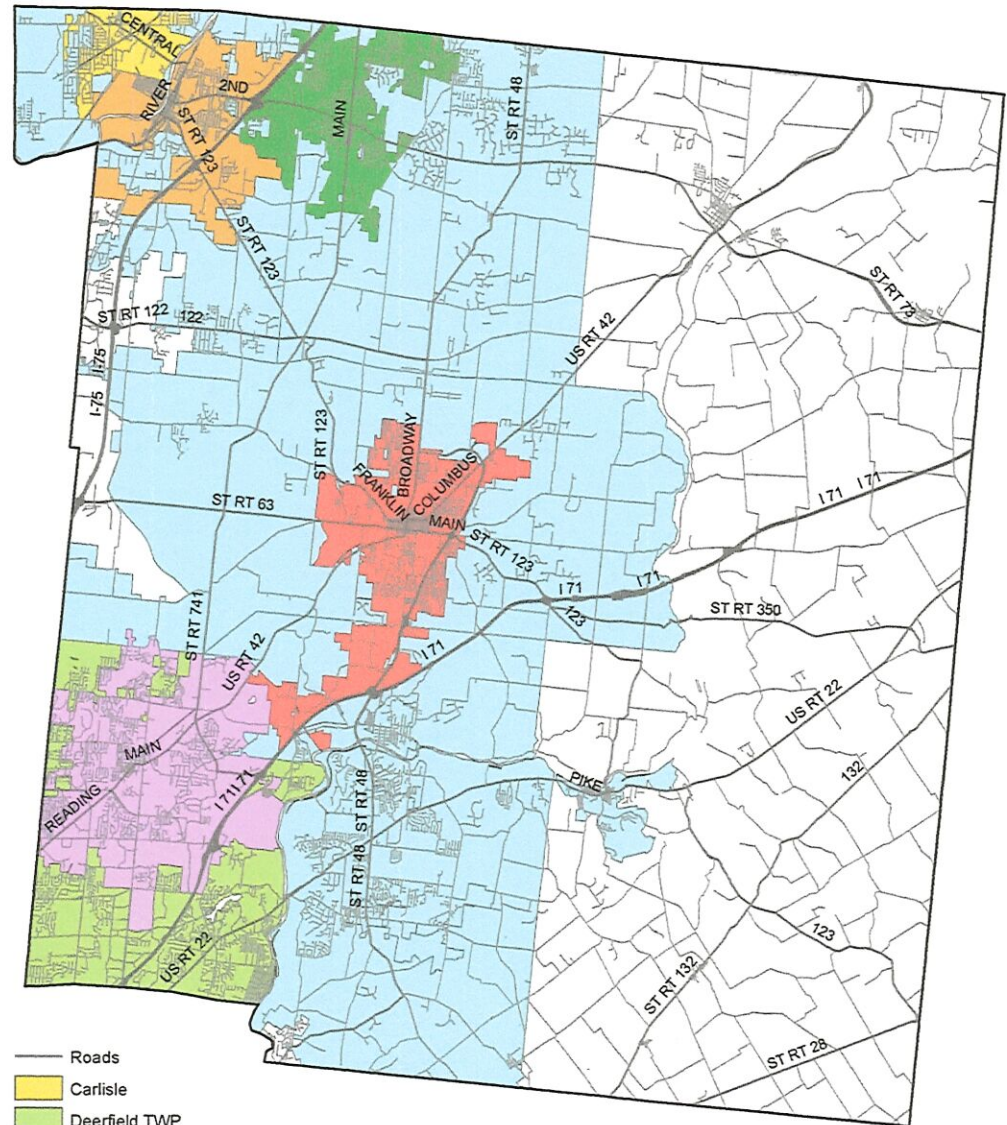 CENTRAL
RIVER
2ND
ST RT 123
MAIN
ST RT 48
ST RT 123
ST RT 73
US RT 42
ST RT 122
122
I-75
I-75
ST RT 123
BROADWAY
FRANKLIN
COLUMBUS
MAIN
I 71
I 71
ST RT 63
ST RT 123
I 71
I 71
123
ST RT 350
ST RT 741
US RT 42
I 71
US RT 22
MAIN
READING
I 71
I 71
ST RT 48
PIKE
132
ST RT 48
US RT 22
123
ST RT 132
ST RT 28
Roads
Carlisle
Deerfield TWP